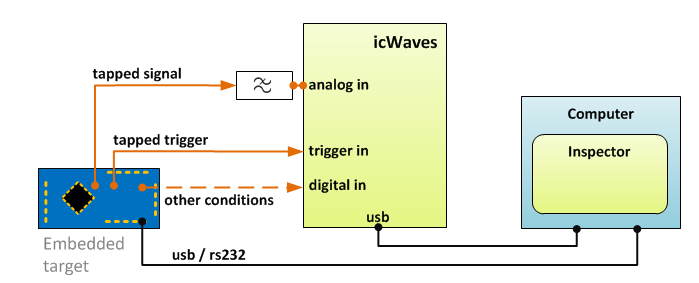 icWaves
tapped signal
analog in
Computer
tapped trigger
trigger in
Inspector
digital in
other conditions
usb
Embedded
target
usb / rs232